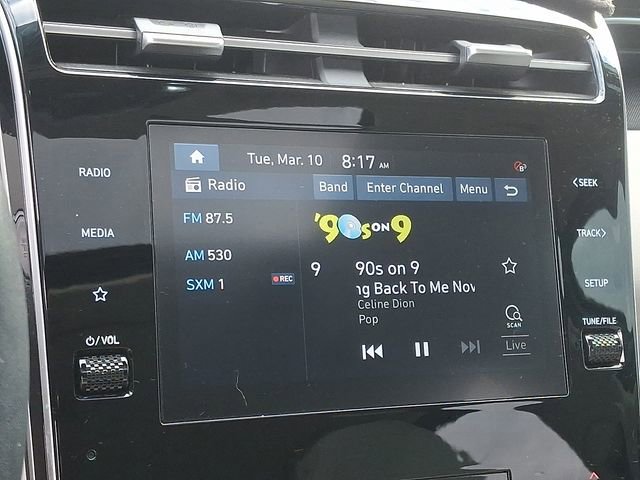 Tue, Mar. 10 8:17 AM
Radio Band Enter Channel Menu
FM 87.5
AM 530
SXM 1 REC
'90s ON 9
9 90s on 9
ng Back To Me Nov
Celine Dion
Pop
SCAN
Live
RADIO
MEDIA
VOL
SEEK
TRACK
SETUP
TUNE/FILE